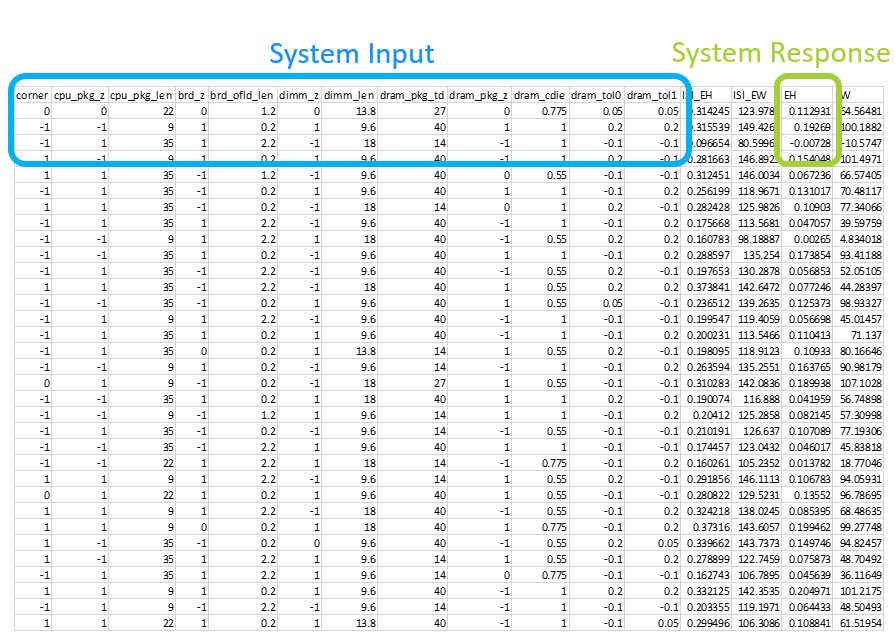 System Input System Response
corner cpu_pkg_z cpu_pkg_len brd_z brd_ofld_len dimm_z dimm_len dram_pkg_td dram_pkg_z dram_cdie dram_tol0 dram_tol1 ISI_EH ISI_EW EH W
0 0 22 0 1.2 0 13.8 27 0 0.775 0.05 0.05 0.314245 123.978 0.112931 64.56481
-1 -1 9 1 0.2 1 9.6 40 1 1 0.2 0.2 0.315539 149.426 0.19269 100.1882
-1 1 35 1 2.2 -1 18 14 -1 1 -0.1 -0.1 0.096654 80.5996 -0.00728 -10.5747
1 -1 9 1 0.2 1 9.6 40 -1 1 0.2 -0.1 0.281663 146.892 0.154048 101.4971
1 1 35 -1 1.2 -1 9.6 40 0 0.55 -0.1 -0.1 0.312451 146.0034 0.067236 66.57405
-1 1 35 -1 0.2 -1 9.6 40 1 1 -0.1 0.2 0.256199 118.9671 0.131017 70.48117
1 1 35 -1 0.2 -1 18 14 0 1 0.2 -0.1 0.282428 125.9826 0.10903 77.34066
-1 1 35 1 2.2 -1 9.6 40 -1 1 -0.1 0.2 0.175668 113.5681 0.047057 39.59759
-1 -1 9 1 2.2 1 18 40 -1 0.55 0.2 0.2 0.160783 98.18887 0.00265 4.834018
-1 -1 35 1 0.2 -1 9.6 40 1 1 -0.1 0.2 0.288597 135.254 0.173854 93.41188
-1 1 35 -1 2.2 -1 9.6 40 -1 0.55 0.2 -0.1 0.197653 130.2878 0.056853 52.05105
1 1 35 -1 2.2 -1 18 40 1 0.55 0.2 0.2 0.373841 142.6472 0.077246 44.28397
-1 -1 35 -1 0.2 1 9.6 40 1 0.55 0.05 -0.1 0.236512 139.2635 0.125373 98.93327
-1 1 9 1 2.2 -1 9.6 40 -1 1 -0.1 -0.1 0.199547 119.4059 0.056698 45.01457
-1 1 35 1 0.2 1 9.6 40 -1 1 -0.1 0.2 0.200231 113.5466 0.110413 71.137
-1 1 35 0 0.2 1 13.8 14 1 0.55 0.2 -0.1 0.198095 118.9123 0.10933 80.16646
-1 -1 9 1 0.2 -1 9.6 14 -1 1 -0.1 0.2 0.263594 135.2551 0.163765 90.98179
0 1 9 -1 0.2 -1 18 27 1 0.55 0.2 -0.1 0.310283 142.0836 0.189938 107.1028
-1 -1 35 1 0.2 1 18 40 1 1 -0.1 -0.1 0.190074 116.888 0.041959 56.74898
-1 1 9 -1 1.2 -1 9.6 14 1 1 -0.1 0.2 0.20412 125.2858 0.082145 57.30998
-1 1 35 -1 0.2 -1 9.6 14 -1 0.55 -0.1 -0.1 0.210191 126.637 0.107089 77.19306
-1 1 35 -1 2.2 1 9.6 40 1 1 -0.1 -0.1 0.174457 123.0432 0.046017 45.83818
-1 -1 22 1 2.2 1 18 14 -1 0.775 -0.1 0.2 0.160261 105.2352 0.013782 18.77046
1 1 9 1 2.2 -1 9.6 14 1 0.55 0.2 -0.1 0.291856 146.1113 0.106783 94.05931
0 1 22 1 0.2 1 9.6 40 1 0.55 -0.1 -0.1 0.280822 129.5231 0.13552 96.78695
1 1 9 1 2.2 -1 18 40 -1 0.55 0.2 -0.1 0.324218 138.0245 0.085395 68.48635
1 1 9 0 0.2 1 18 40 1 0.775 -0.1 0.2 0.37316 143.6057 0.199462 99.27748
1 -1 35 -1 0.2 0 9.6 40 -1 0.55 0.2 0.05 0.339662 143.7373 0.149746 94.82457
1 -1 35 1 2.2 1 9.6 14 1 0.55 -0.1 0.2 0.278899 122.7459 0.075873 48.70492
-1 1 35 1 2.2 1 9.6 14 0 0.775 -0.1 -0.1 0.162743 106.7895 0.045639 36.11649
1 1 9 1 0.2 1 9.6 40 -1 1 0.2 0.2 0.332125 142.3535 0.204971 101.2175
-1 1 9 -1 2.2 -1 9.6 14 -1 1 -0.1 -0.1 0.203355 119.1971 0.064433 48.50493
1 1 22 1 0.2 1 13.8 40 -1 1 -0.1 0.05 0.299496 106.3086 0.108841 61.51954